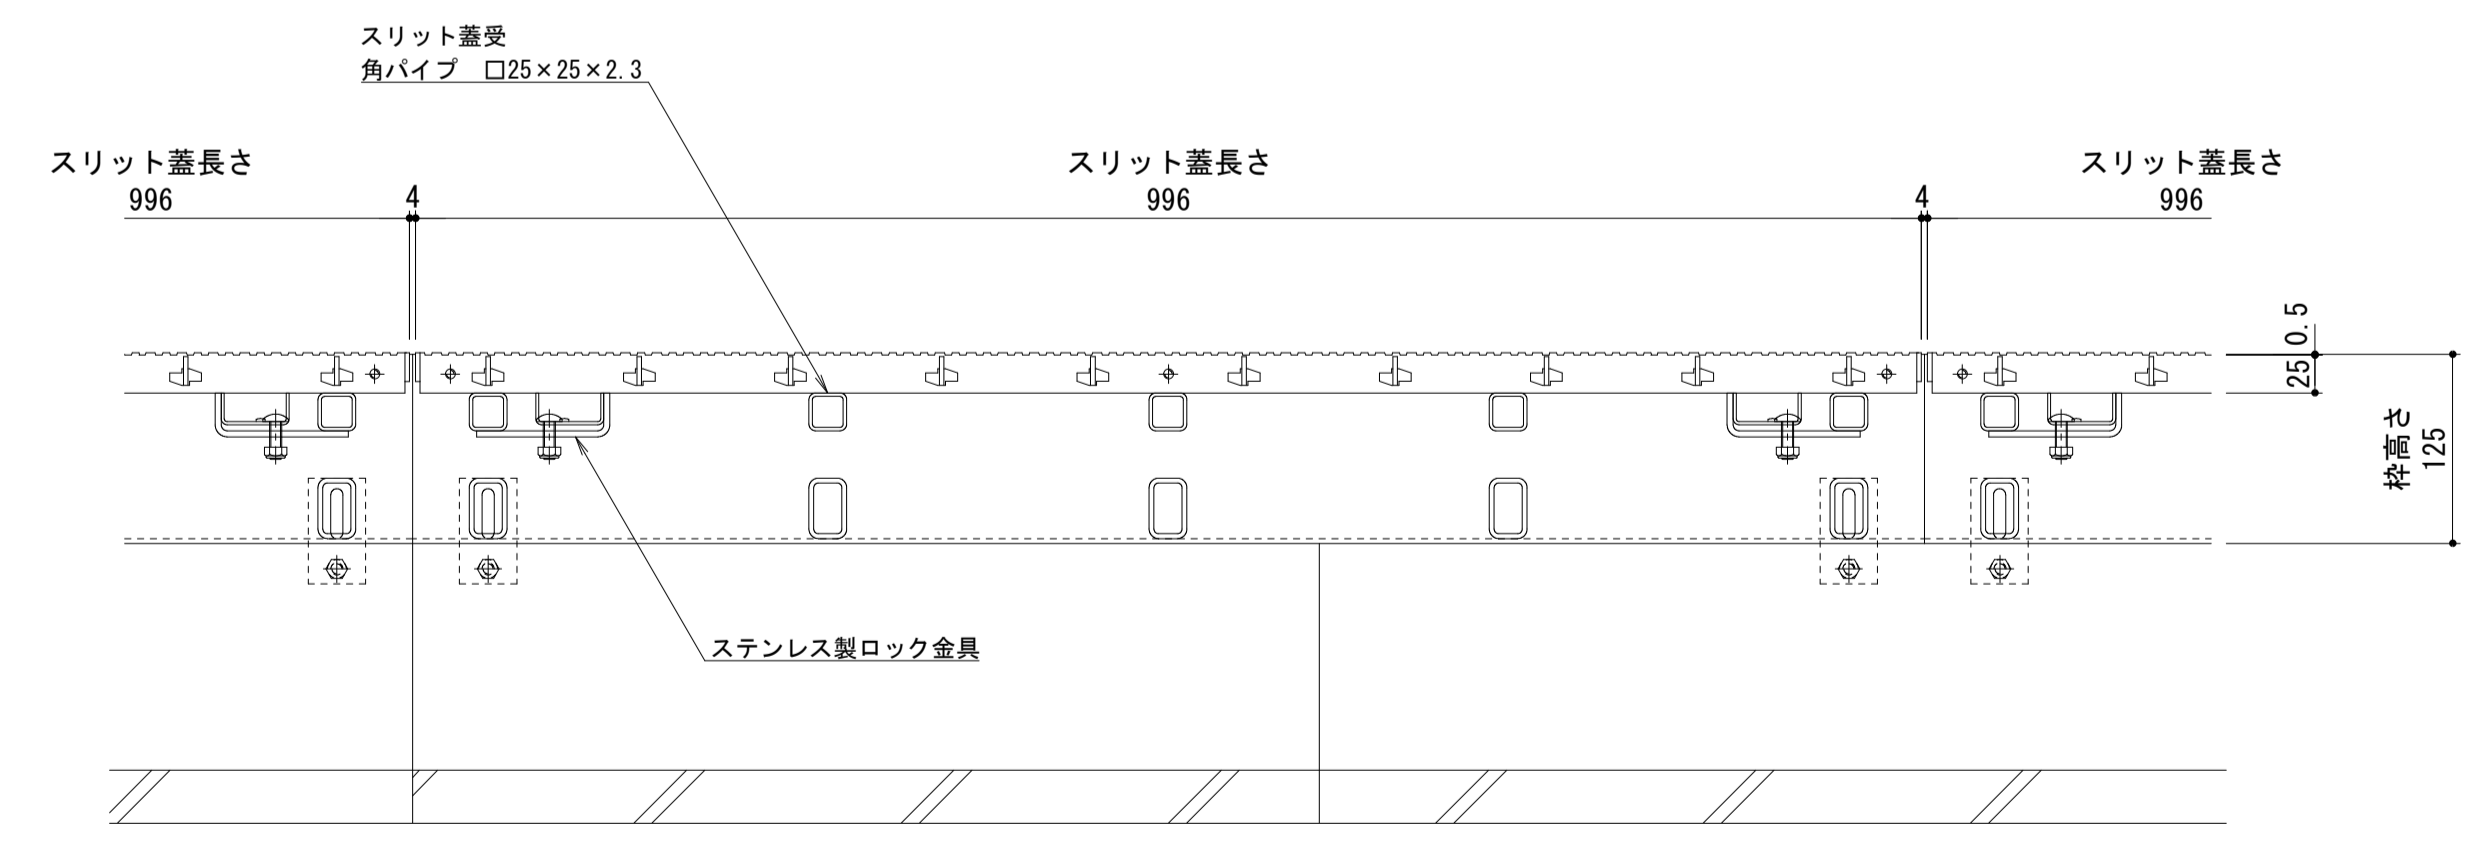 スリット蓋受
角パイプ　□25×25×2.3
スリット蓋長さ
996
4
スリット蓋長さ
996
4
スリット蓋長さ
996
0.5
25
枠高さ
125
ステンレス製ロック金具